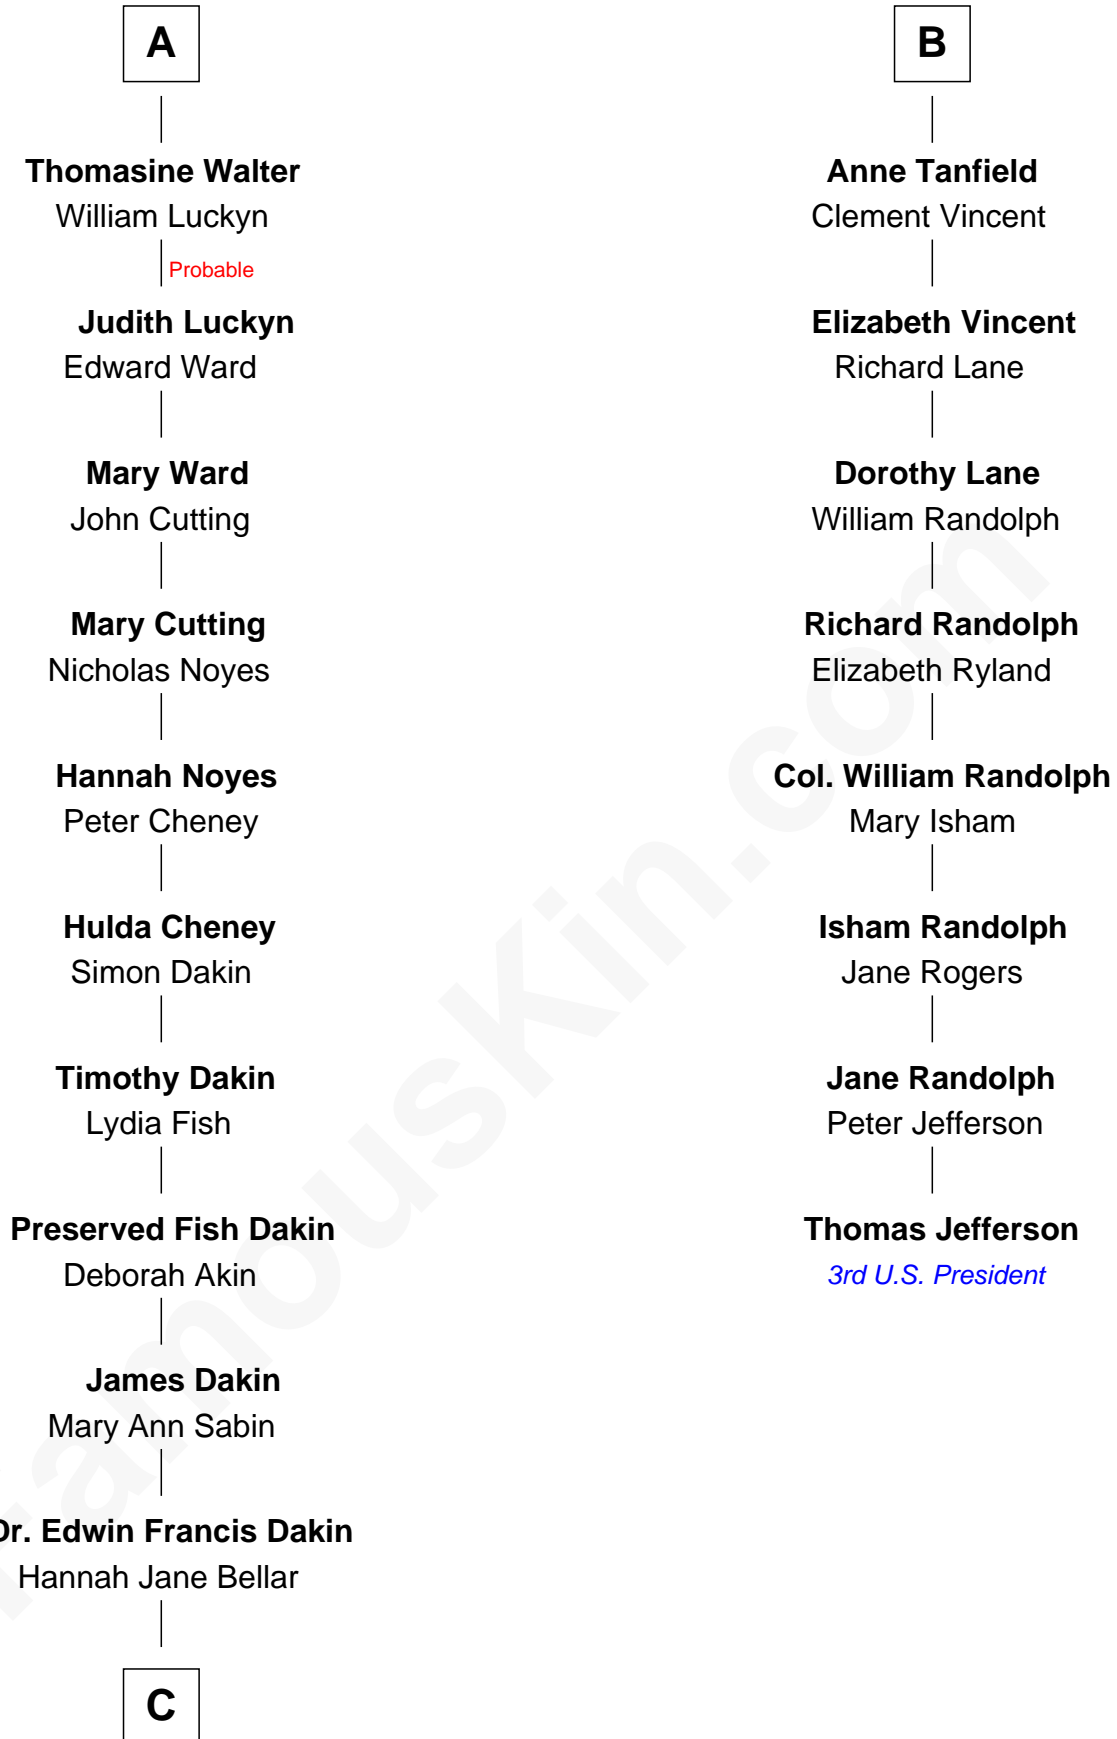 A
Thomasine Walter
William Luckyn
Probable
Judith Luckyn
Edward Ward
Mary Ward
John Cutting
Mary Cutting
Nicholas Noyes
Hannah Noyes
Peter Cheney
Hulda Cheney
Simon Dakin
Timothy Dakin
Lydia Fish
Preserved Fish Dakin
Deborah Akin
James Dakin
Mary Ann Sabin
Dr. Edwin Francis Dakin
Hannah Jane Bellar
C
B
Anne Tanfield
Clement Vincent
Elizabeth Vincent
Richard Lane
Dorothy Lane
William Randolph
Richard Randolph
Elizabeth Ryland
Col. William Randolph
Mary Isham
Isham Randolph
Jane Rogers
Jane Randolph
Peter Jefferson
Thomas Jefferson
3rd U.S. President
FamousKin.com